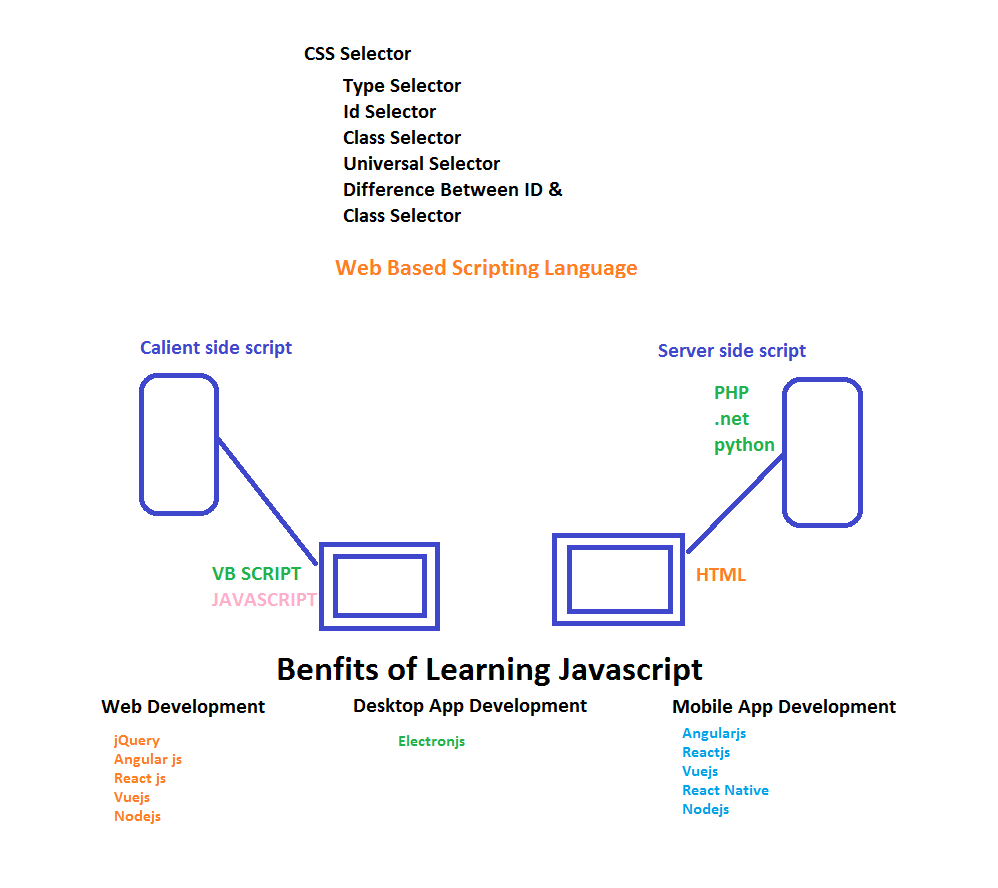 CSS Selector
Type Selector
Id Selector
Class Selector
Universal Selector
Difference Between ID &
Class Selector
Web Based Scripting Language
Calient side script
Server side script
PHP
.net
python
VB SCRIPT
JAVASCRIPT
HTML
Benfits of Learning Javascript
Web Development
jQuery
Angular js
React js
Vuejs
Nodejs
Desktop App Development
Electronjs
Mobile App Development
Angularjs
Reactjs
Vuejs
React Native
Nodejs